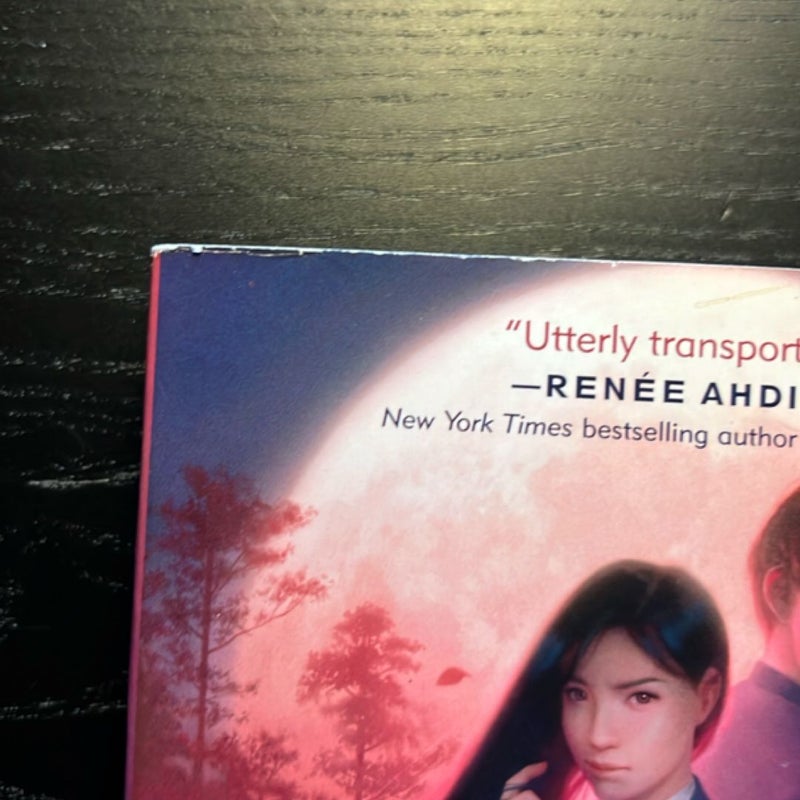 “Utterly transport
—RENÉE AHDI
New York Times bestselling author